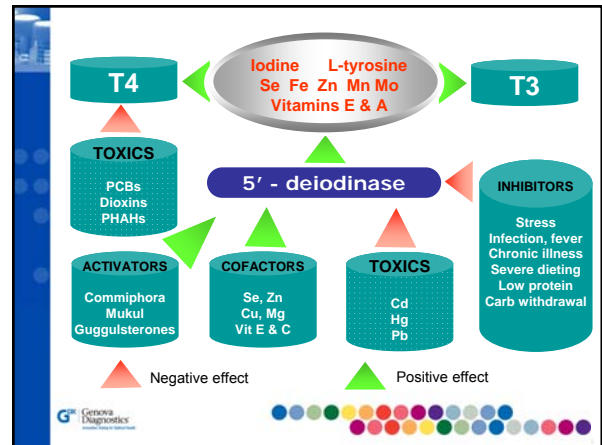 T4
Iodine L-tyrosine
Se Fe Zn Mn Mo
Vitamins E & A
T3
TOXICS
PCBs
Dioxins
PHAHs
5’ - deiodinase
INHIBITORS
Stress
Infection, fever
Chronic illness
Severe dieting
Low protein
Carb withdrawal
ACTIVATORS
Commiphora
Mukul
Guggulsterones
COFACTORS
Se, Zn
Cu, Mg
Vit E & C
TOXICS
Cd
Hg
Pb
Negative effect
Positive effect
Genova
Diagnostics